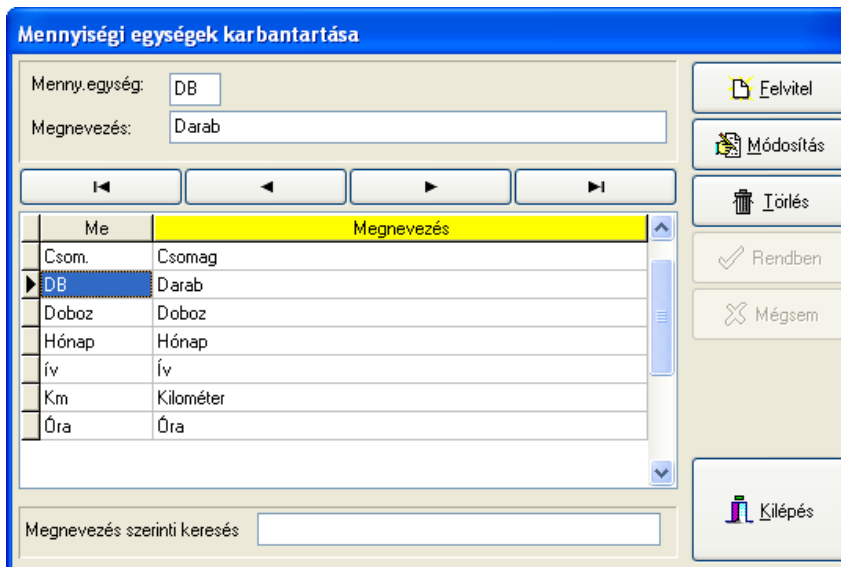 Mennyiségi egységek karbantartása
Menny.egység: DB
Megnevezés: Darab
Felvitel
Módosítás
Törlés
Rendben
Mégsem
Me Megnevezés
Csom. Csomag
DB Darab
Doboz Doboz
Hónap Hónap
ív Ív
Km Kilométer
Óra Óra
Megnevezés szerinti keresés
Kilépés